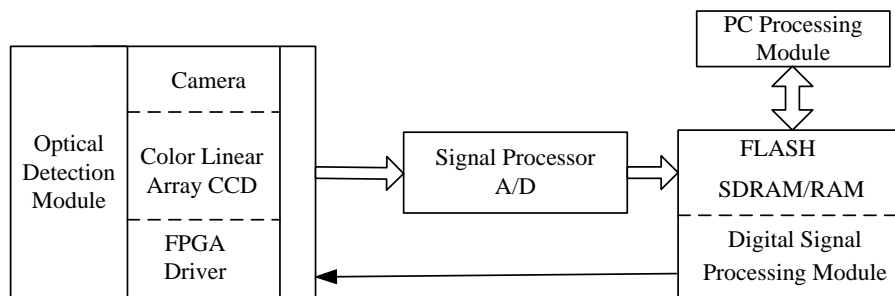 Optical
Detection
Module
Camera
Color Linear
Array CCD
FPGA
Driver
Signal Processor
A/D
PC Processing
Module
FLASH
SDRAM/RAM
Digital Signal
Processing Module